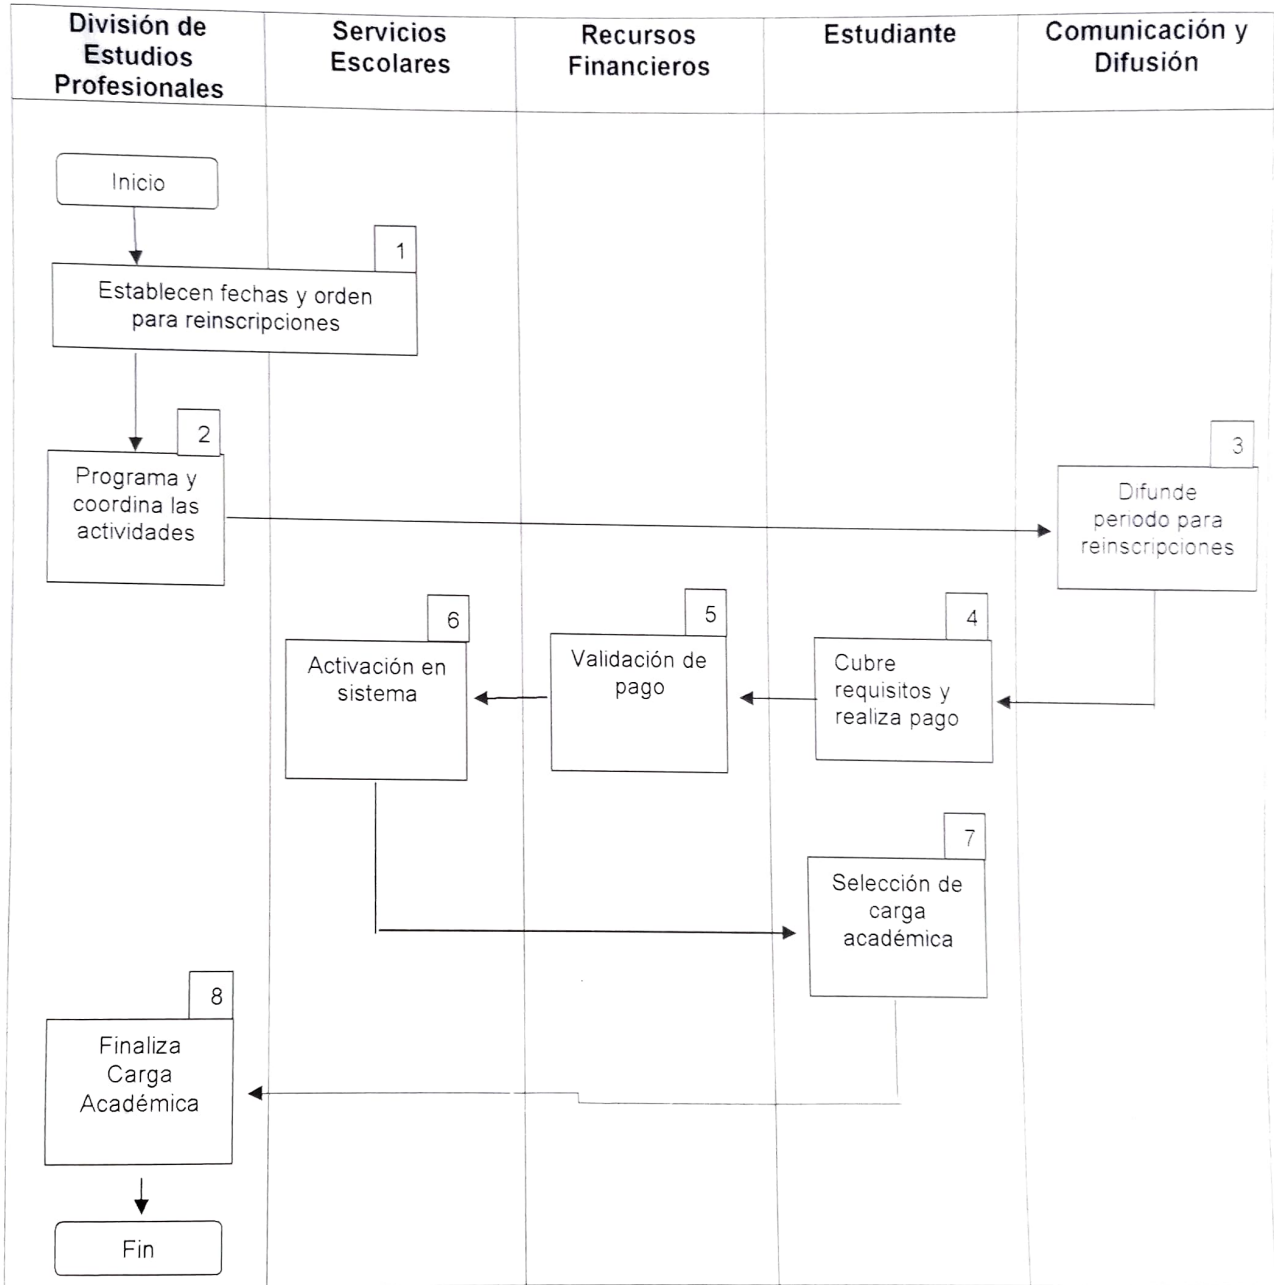 División de
Estudios
Profesionales
Servicios
Escolares
Recursos
Financieros
Estudiante
Comunicación y
Difusión
Inicio
1
Establecen fechas y orden
para reinscripciones
2
Programa y
coordina las
actividades
3
Difunde
periodo para
reinscripciones
4
Cubre
requisitos y
realiza pago
5
Validación de
pago
6
Activación en
sistema
7
Selección de
carga
académica
8
Finaliza
Carga
Académica
Fin